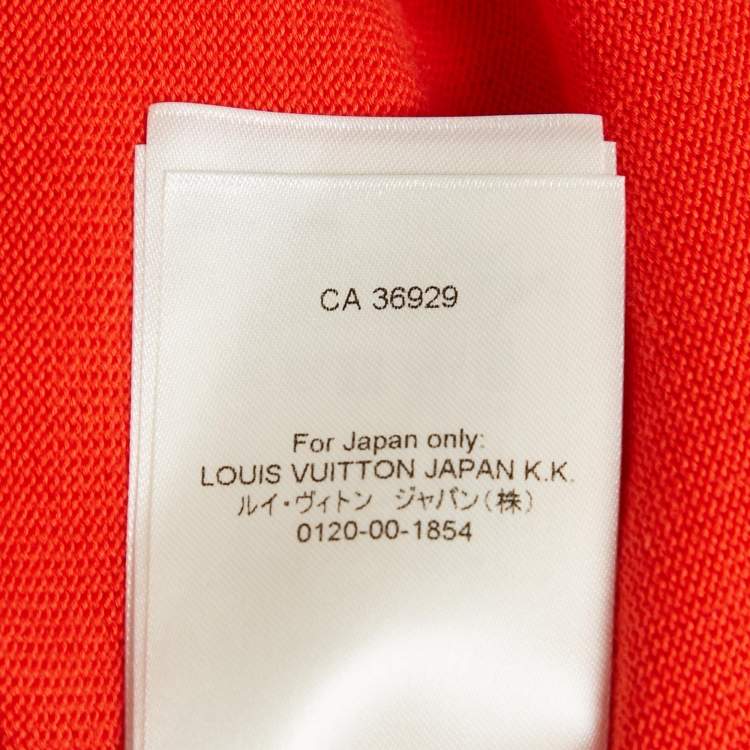 CA 36929
For Japan only:
LOUIS VUITTON JAPAN K.K.
ルイ・ヴィトン ジャパン(株)
0120-00-1854